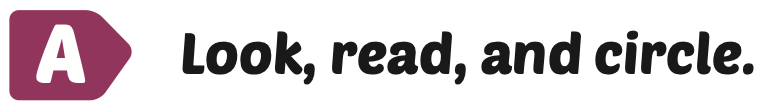 A Look, read, and circle.